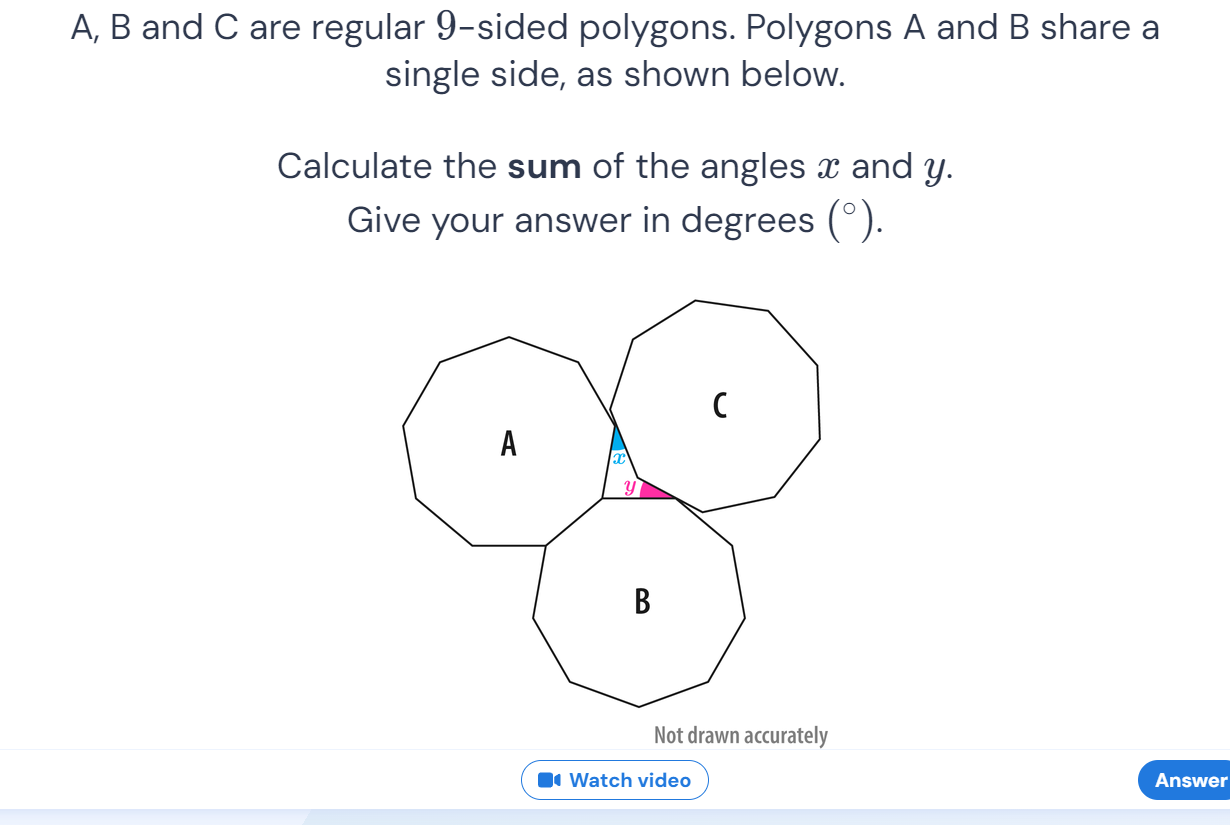 A, B and C are regular 9-sided polygons. Polygons A and B share a
single side, as shown below.
Calculate the sum of the angles x and y.
Give your answer in degrees (°).
A
C
x
y
B
Not drawn accurately
Watch video
Answer